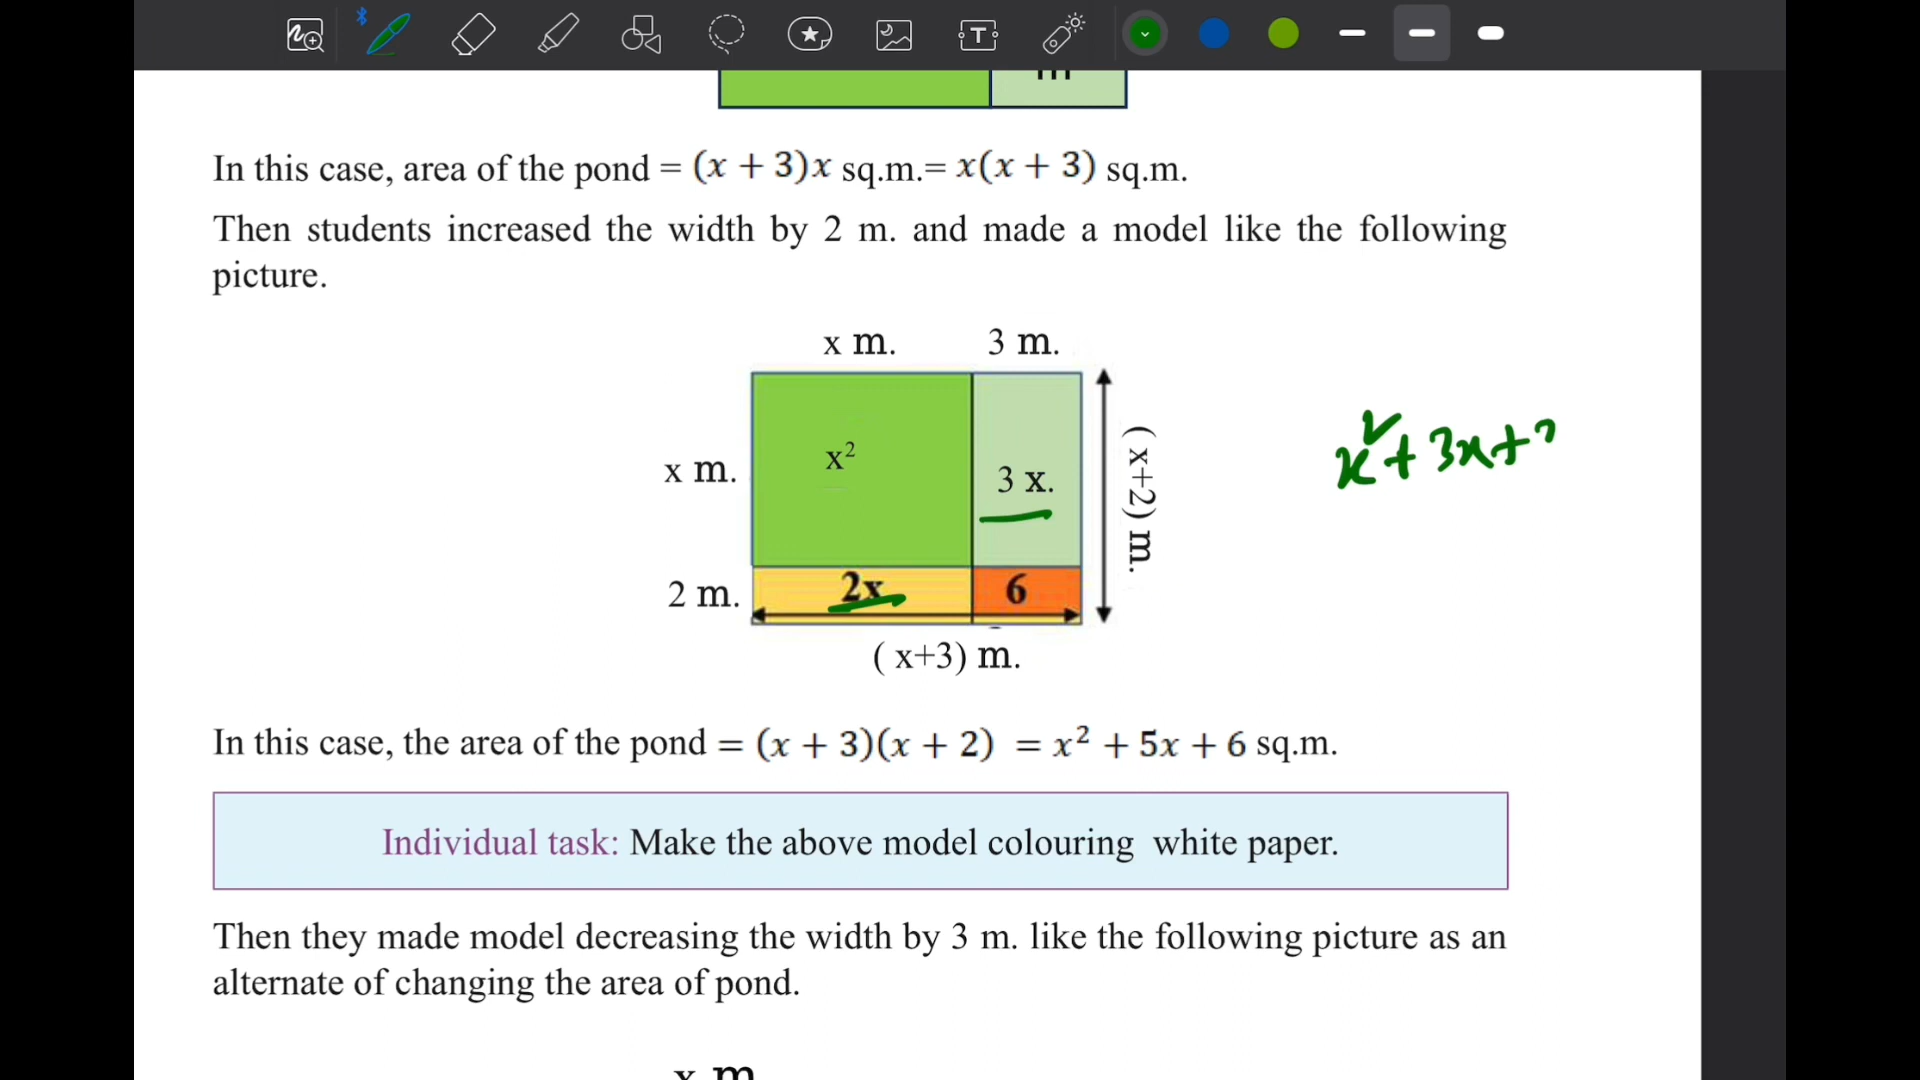 T
m
In this case, area of the pond = (x + 3)x sq.m.= x(x + 3) sq.m.
Then students increased the width by 2 m. and made a model like the following
picture.
x m. 3 m.
x m. x² 3 x. (x+2) m.
x² + 3x +
2 m. 2x 6
( x+3) m.
In this case, the area of the pond = (x + 3)(x + 2) = x² + 5x + 6 sq.m.
Individual task: Make the above model colouring white paper.
Then they made model decreasing the width by 3 m. like the following picture as an
alternate of changing the area of pond.
x m